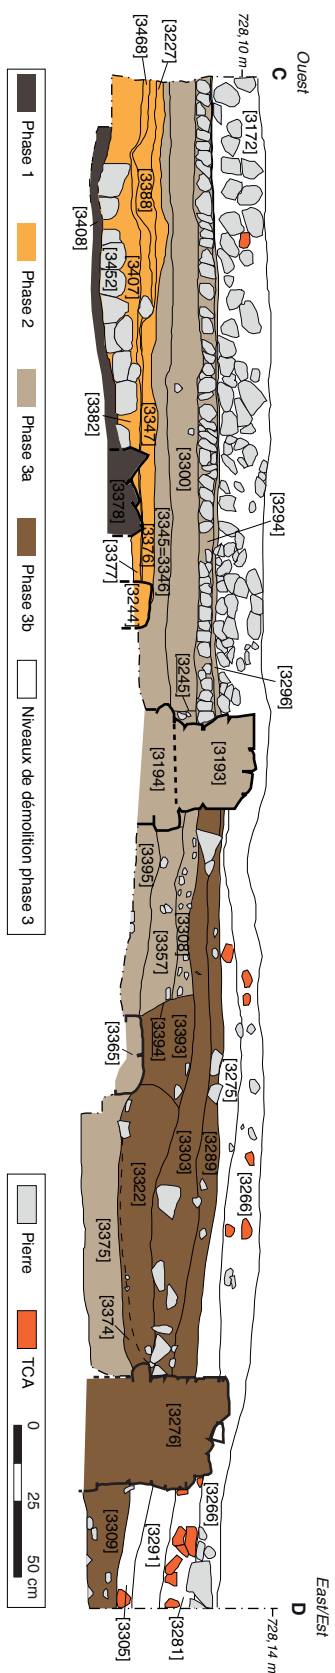 Ouest
C
728,10 m
East/Est
D
728,14 m
[3172]
[3227]
[3468]
[3388]
[3407]
[3452]
[3408]
[3382]
[3347]
[3378]
[3376]
[3377]
[3244]
[3345=3346]
[3300]
[3294]
[3296]
[3245]
[3193]
[3194]
[3395]
[3357]
[3308]
[3365]
[3394]
[3393]
[3275]
[3289]
[3303]
[3266]
[3322]
[3375]
[3374]
[3276]
[3266]
[3309]
[3291]
[3305]
[3281]
Phase 1
Phase 2
Phase 3a
Phase 3b
Niveaux de démolition phase 3
Pierre
TCA
0
25
50 cm